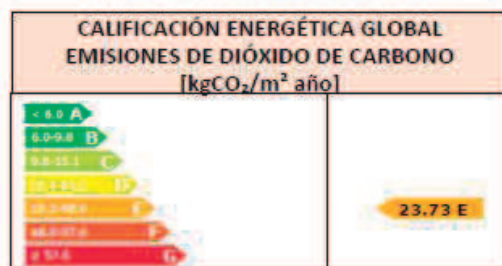 CALIFICACIÓN ENERGÉTICA GLOBAL
EMISIONES DE DIÓXIDO DE CARBONO
[kgCO₂/m² año]
< 6.0 A
6.0-9.8 B
9.8-15.1 C
D
E
F
G
23.73 E